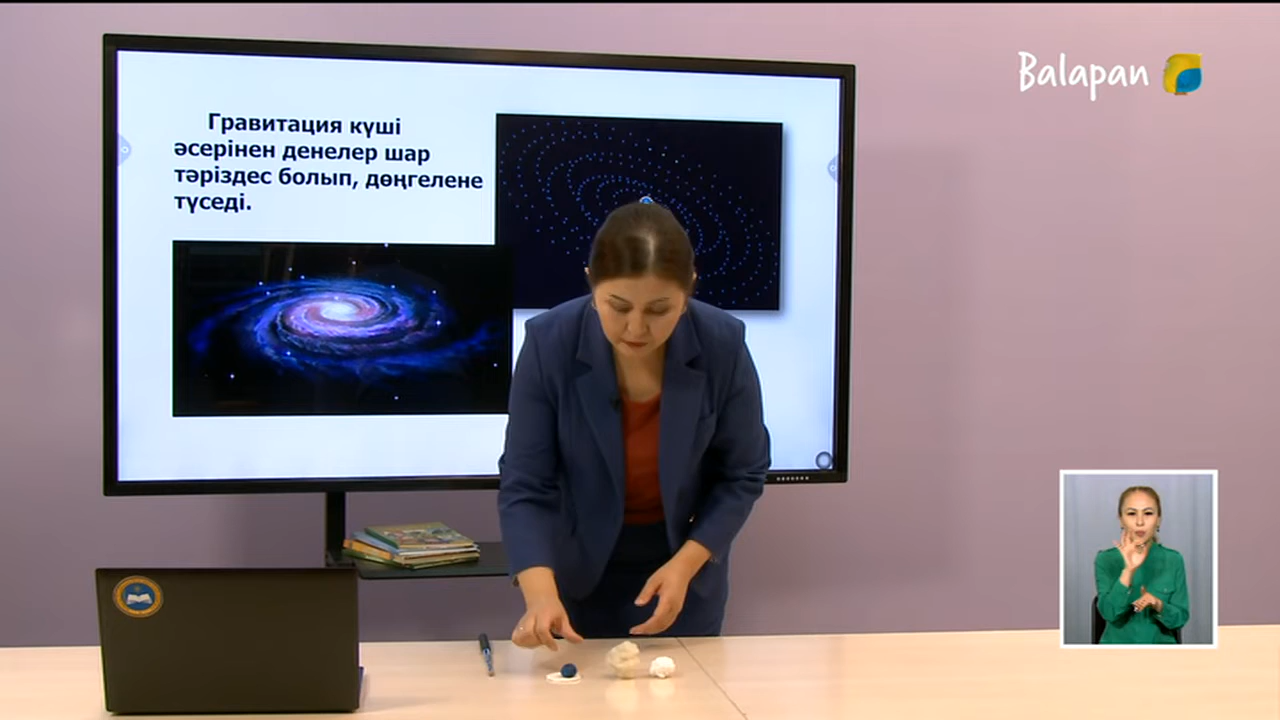 Balapan
Гравитация күші
әсерінен денелер шар
тәріздес болып, дөңгелене
түседі.